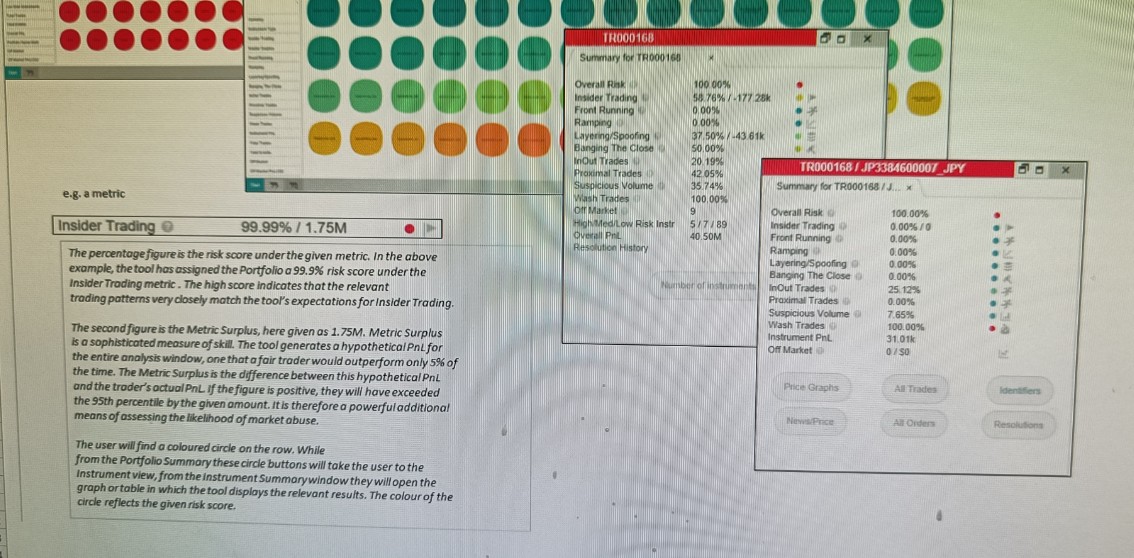 TR000168
Summary for TR000168 x
Overall Risk 100.00%
Insider Trading 58.76% / -177.28k
Front Running 0.00%
Ramping 0.00%
Layering/Spoofing 37.50% / -43.61k
Banging The Close 50.00%
InOut Trades 20.19%
Proximal Trades 42.05%
Suspicious Volume 35.74%
Wash Trades 100.00%
Off Market 9
High/Med/Low Risk Instr 5 / 7 / 89
Overall PnL 40.50M
Resolution History
Number of Instruments
TR000168 / JP3384600007_JPY
Summary for TR000168 / J... x
Overall Risk 100.00%
Insider Trading 0.00% / 0
Front Running 0.00%
Ramping 0.00%
Layering/Spoofing 0.00%
Banging The Close 0.00%
InOut Trades 25.12%
Proximal Trades 0.00%
Suspicious Volume 7.65%
Wash Trades 100.00%
Instrument PnL 31.01k
Off Market 0 / $0
Price Graphs All Trades Identifiers
News/Price All Orders Resolutions
e.g. a metric
Insider Trading 99.99% / 1.75M
The percentage figure is the risk score under the given metric. In the above
example, the tool has assigned the Portfolio a 99.9% risk score under the
Insider Trading metric . The high score indicates that the relevant
trading patterns very closely match the tool's expectations for Insider Trading.
The second figure is the Metric Surplus, here given as 1.75M. Metric Surplus
is a sophisticated measure of skill. The tool generates a hypothetical PnL for
the entire analysis window, one that a fair trader would outperform only 5% of
the time. The Metric Surplus is the difference between this hypothetical PnL
and the trader's actual PnL. If the figure is positive, they will have exceeded
the 95th percentile by the given amount. It is therefore a powerful additional
means of assessing the likelihood of market abuse.
The user will find a coloured circle on the row. While
from the Portfolio Summary these circle buttons will take the user to the
Instrument view, from the Instrument Summary window they will open the
graph or table in which the tool displays the relevant results. The colour of the
circle reflects the given risk score.